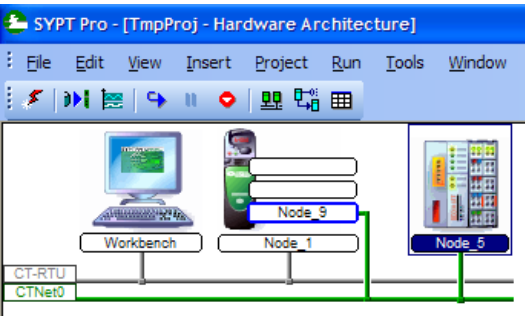 SYPT Pro - [TmpProj - Hardware Architecture]
File Edit View Insert Project Run Tools Window
Node_9
Workbench Node_1 Node_5
CT-RTU
CTNet0